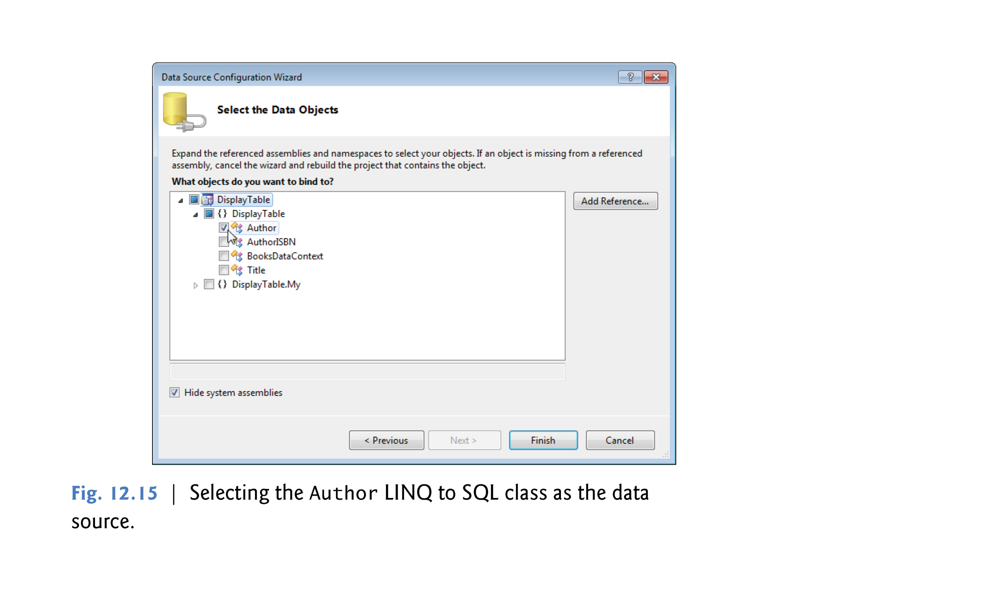 Data Source Configuration Wizard
Select the Data Objects
Expand the referenced assemblies and namespaces to select your objects. If an object is missing from a referenced
assembly, cancel the wizard and rebuild the project that contains the object.
What objects do you want to bind to?
DisplayTable
Add Reference...
{} DisplayTable
Author
AuthorISBN
BooksDataContext
Title
{} DisplayTable.My
Hide system assemblies
< Previous
Next >
Finish
Cancel
Fig. 12.15 | Selecting the Author LINQ to SQL class as the data
source.